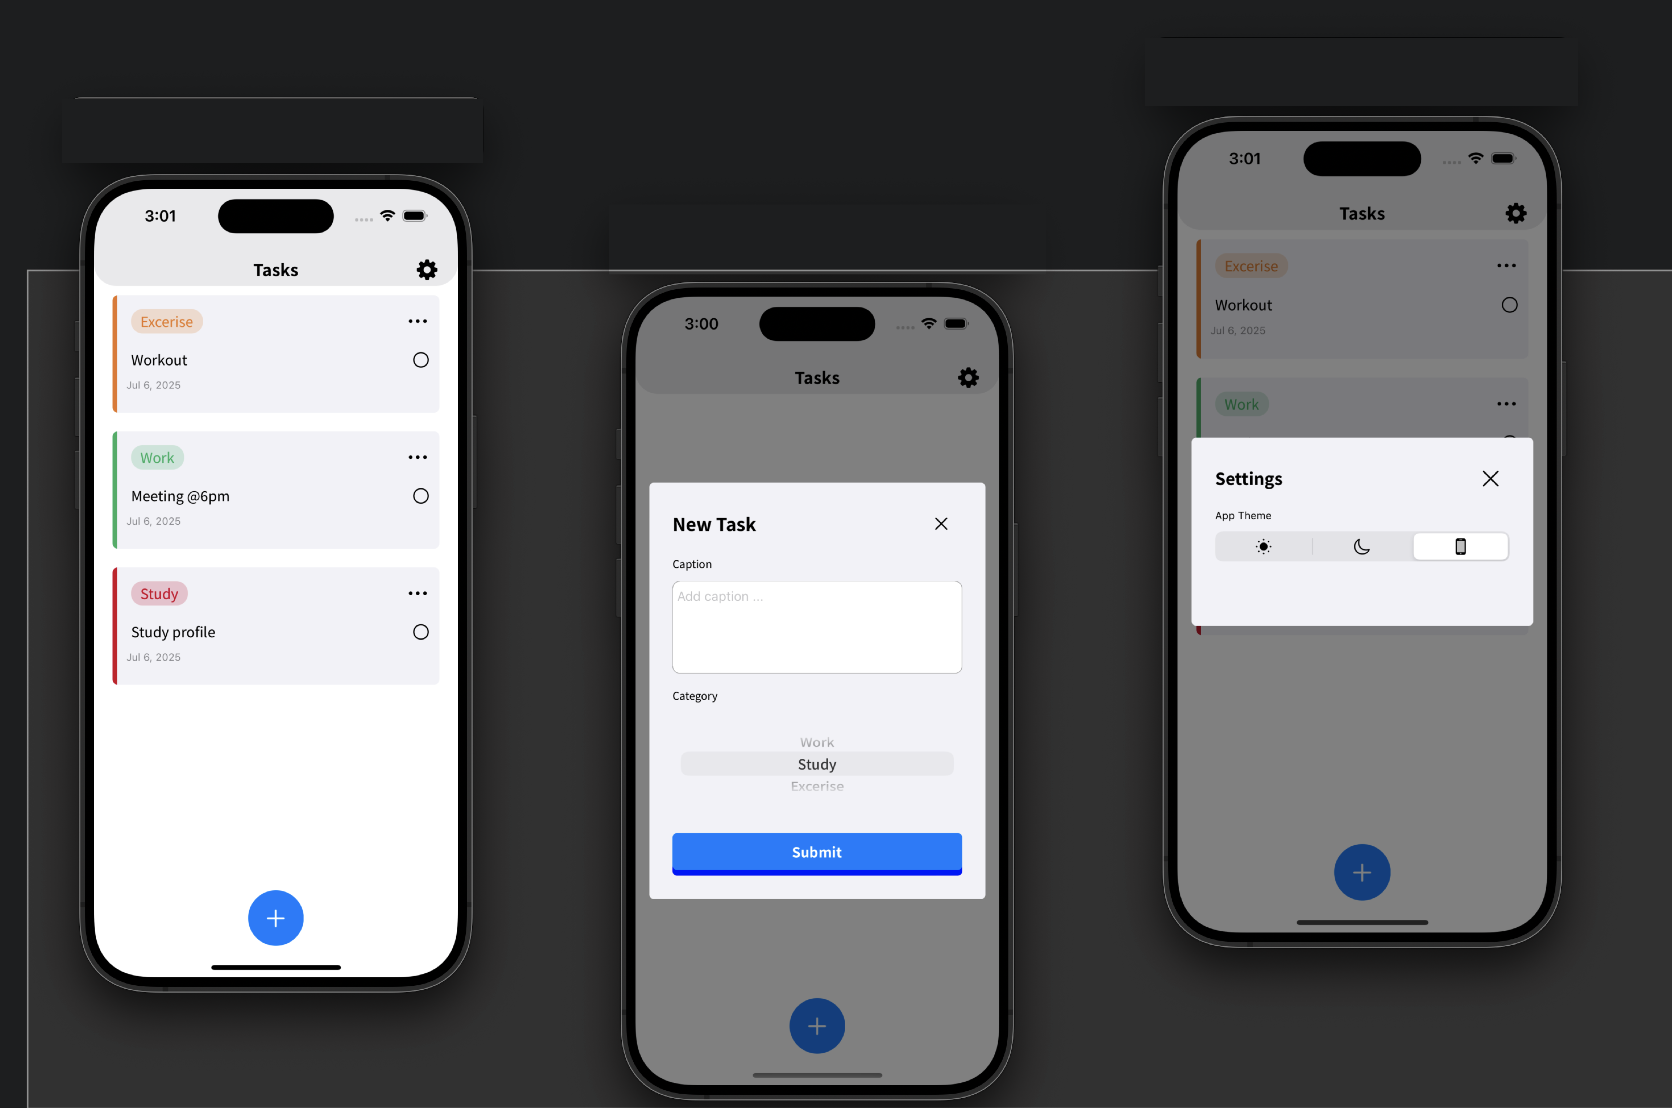 3:01
Tasks
Excerise
Workout
Jul 6, 2025
Work
Meeting @6pm
Jul 6, 2025
Study
Study profile
Jul 6, 2025
3:00
Tasks
New Task
Caption
Add caption ...
Category
Work
Study
Excerise
Submit
3:01
Tasks
Excerise
Workout
Jul 6, 2025
Work
Settings
App Theme